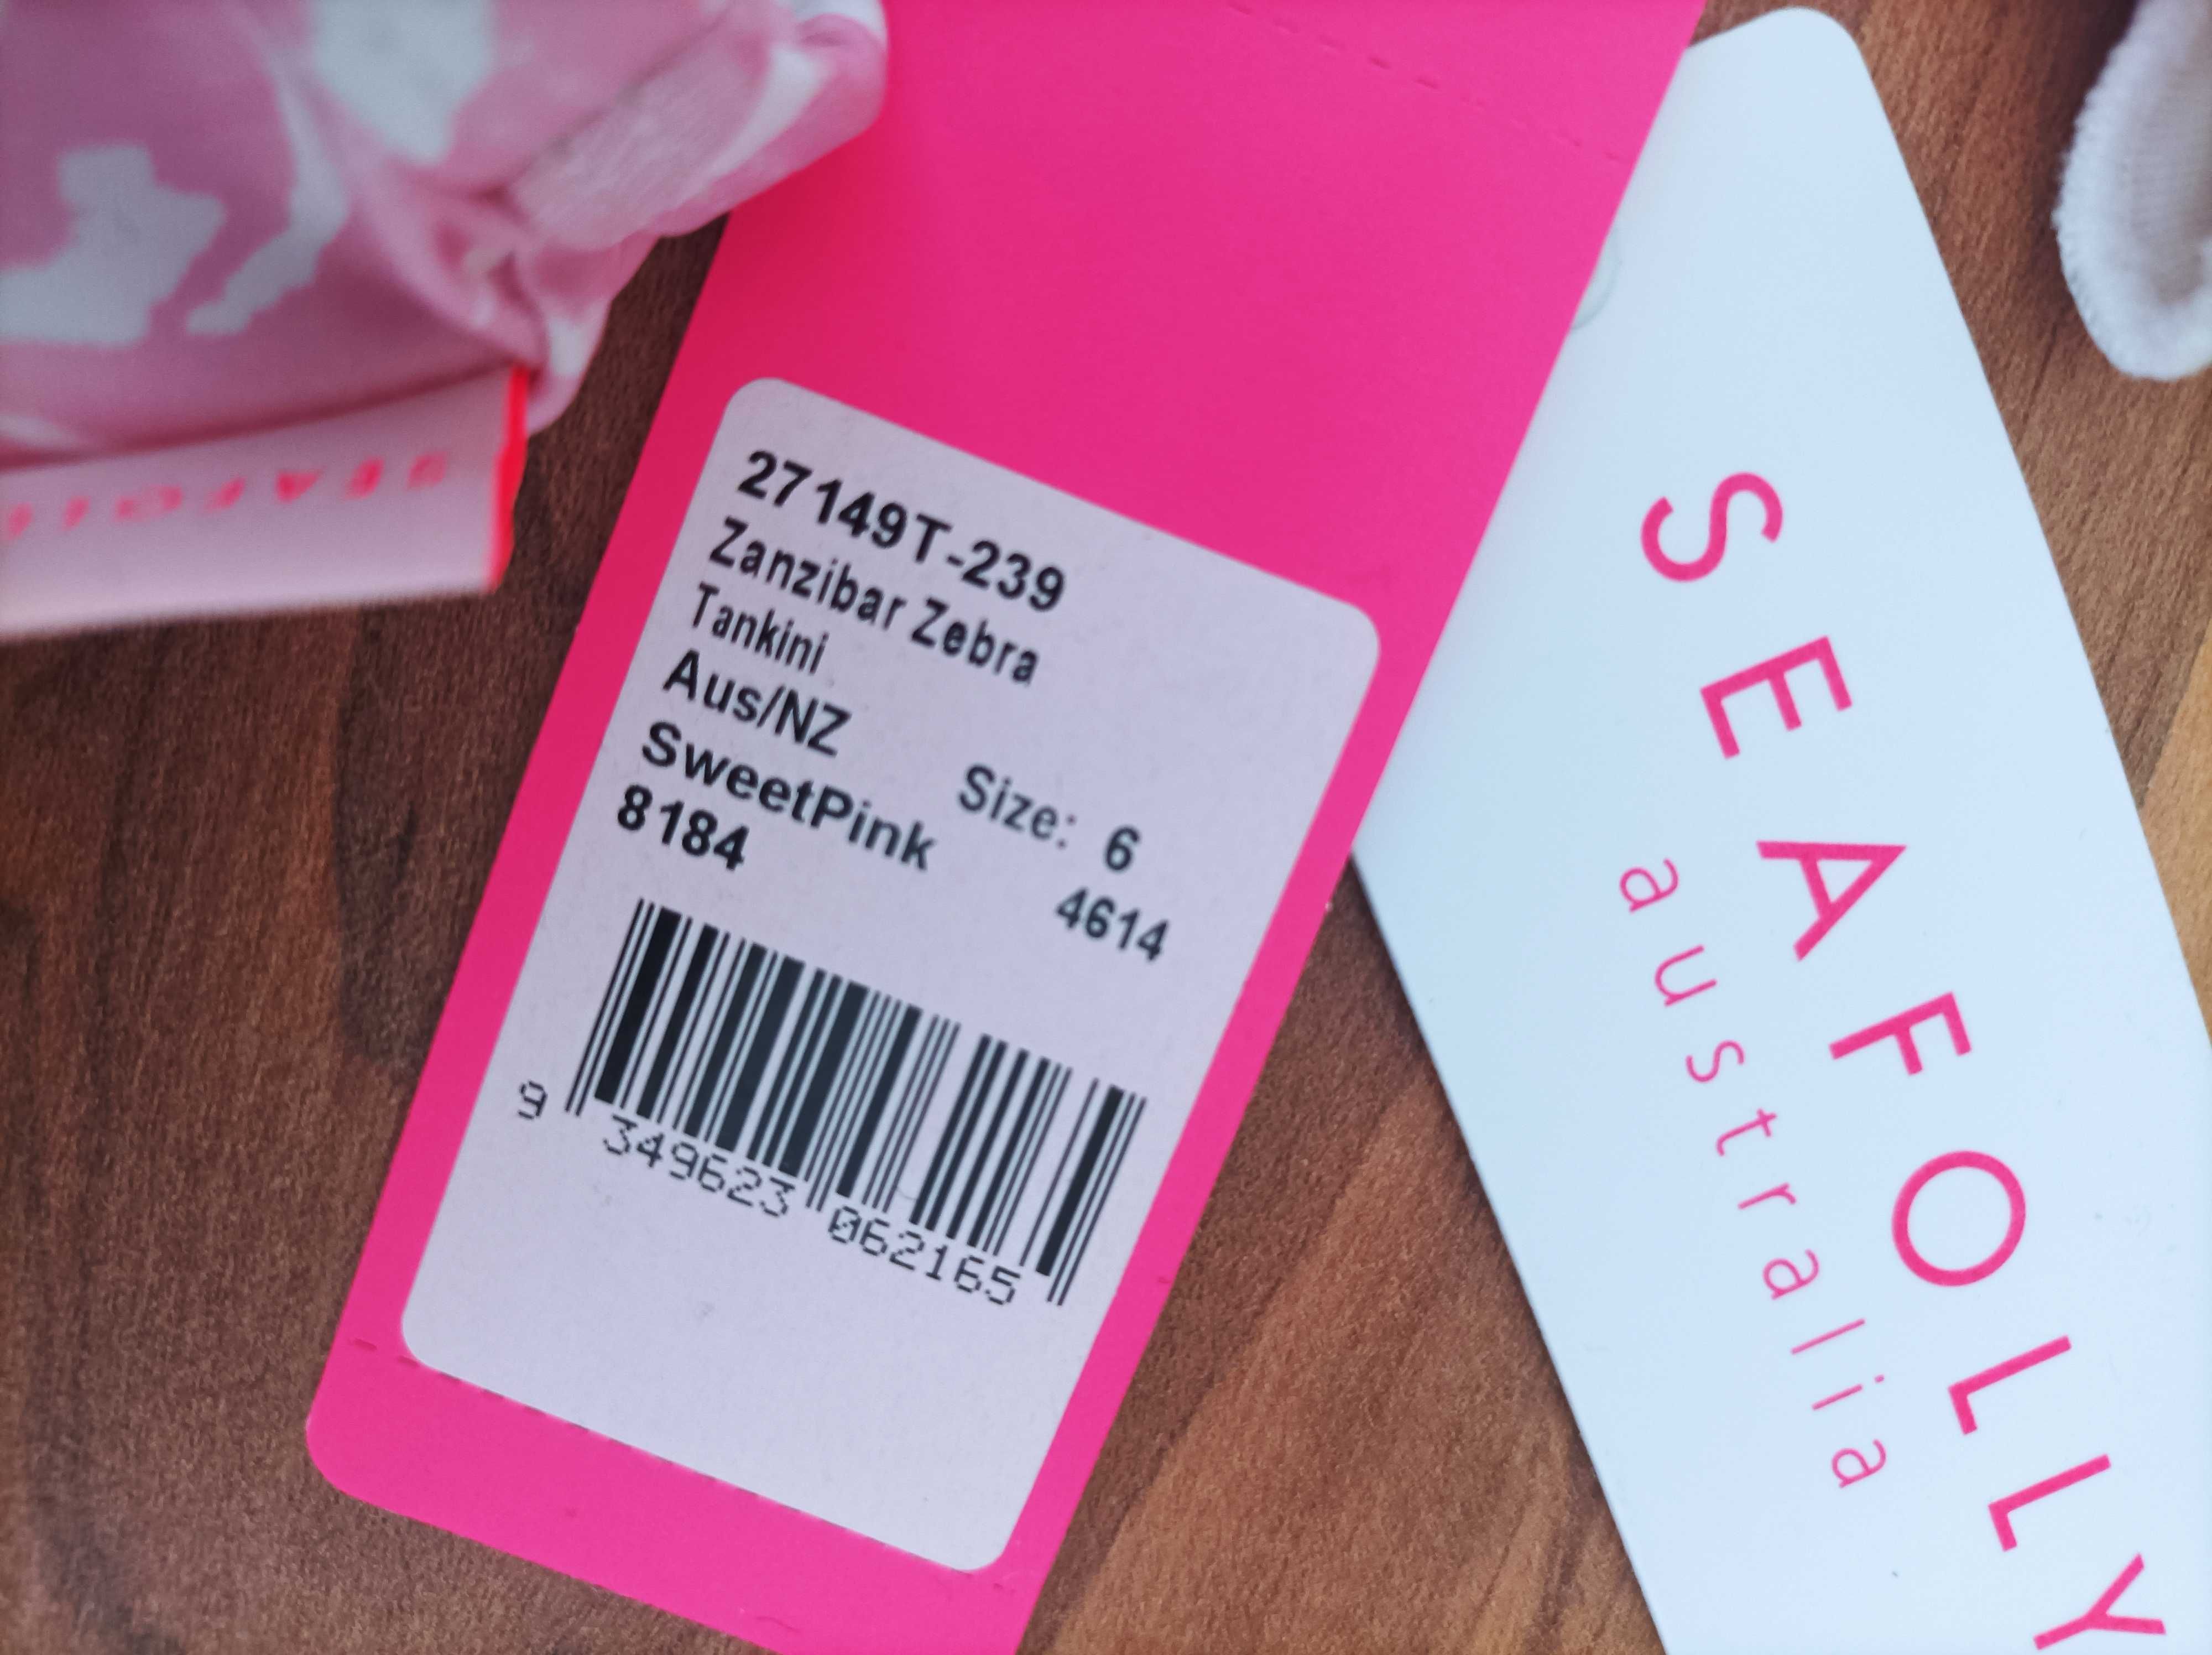 27149T-239
Zanzibar Zebra
Tankini
Aus/NZ
Size: 6
SweetPink
4614
8184
9 349623 062165
SEAFOLLY
australia